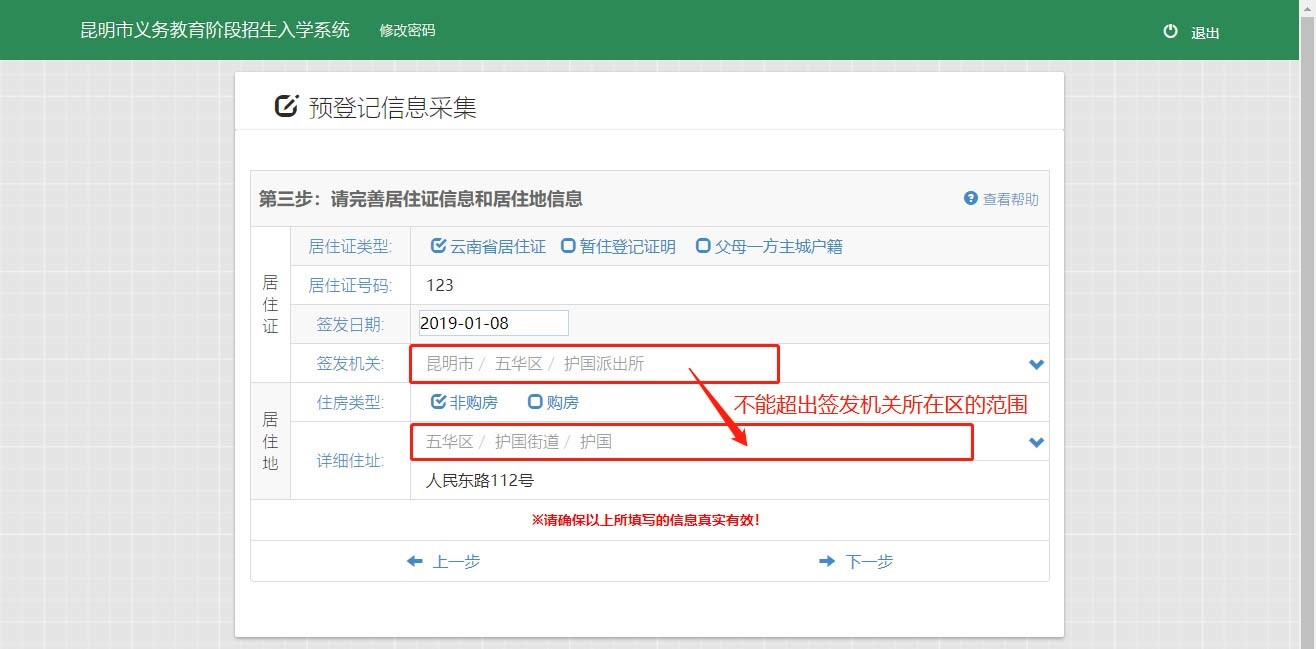 昆明市义务教育阶段招生入学系统 修改密码 退出
预登记信息采集
第三步：请完善居住证信息和居住地信息 查看帮助
居住证
居住证类型: 云南省居住证 暂住登记证明 父母一方主城户籍
居住证号码: 123
签发日期: 2019-01-08
签发机关: 昆明市 / 五华区 / 护国派出所
居住地
住房类型: 非购房 购房
不能超出签发机关所在区的范围
详细住址: 五华区 / 护国街道 / 护国
人民东路112号
※请确保以上所填写的信息真实有效！
上一步 下一步